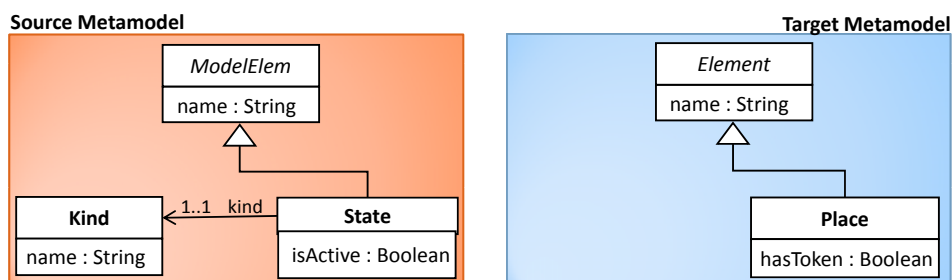 Source Metamodel
ModelElem
name : String
1..1 kind
Kind
name : String
State
isActive : Boolean
Target Metamodel
Element
name : String
Place
hasToken : Boolean